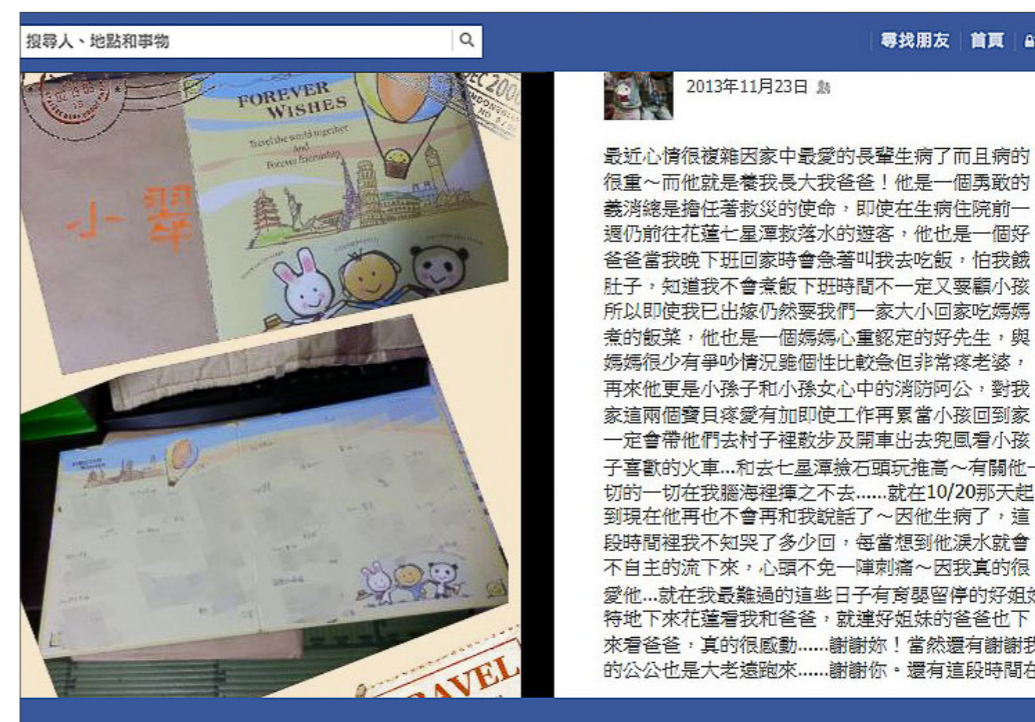 搜尋人、地點和事物
尋找朋友 首頁
FOREVER
WISHES
Travel the world together
And
Forever friendship
小翠
FOREVER
WISHES
TRAVEL
2013年11月23日
最近心情很複雜因家中最愛的長輩生病了而且病的
很重～而他就是養我長大我爸爸！他是一個勇敢的
義消總是擔任著救災的使命，即使在生病住院前一
週仍前往花蓮七星潭救落水的遊客，他也是一個好
爸爸當我晚下班回家時會急著叫我去吃飯，怕我餓
肚子，知道我不會煮飯下班時間不一定又要顧小孩
所以即使我已出嫁仍然要我們一家大小回家吃媽媽
煮的飯菜，他也是一個媽媽心重認定的好先生，與
媽媽很少有爭吵情況雖個性比較急但非常疼老婆，
再來他更是小孫子和小孫女心中的消防阿公，對我
家這兩個寶貝疼愛有加即使工作再累當小孩回到家
一定會帶他們去村子裡散步及開車出去兜風看小孩
子喜歡的火車...和去七星潭撿石頭玩推高～有關他一
切的一切在我腦海裡揮之不去......就在10/20那天起
到現在他再也不會再和我說話了～因他生病了，這
段時間裡我不知哭了多少回，每當想到他淚水就會
不自主的流下來，心頭不免一陣刺痛～因我真的很
愛他...就在我最難過的這些日子有育嬰留停的好姐妹
特地下來花蓮看我和爸爸，就連好姐妹的爸爸也下
來看爸爸，真的很感動......謝謝妳！當然還有謝謝我
的公公也是大老遠跑來......謝謝你。還有這段時間在